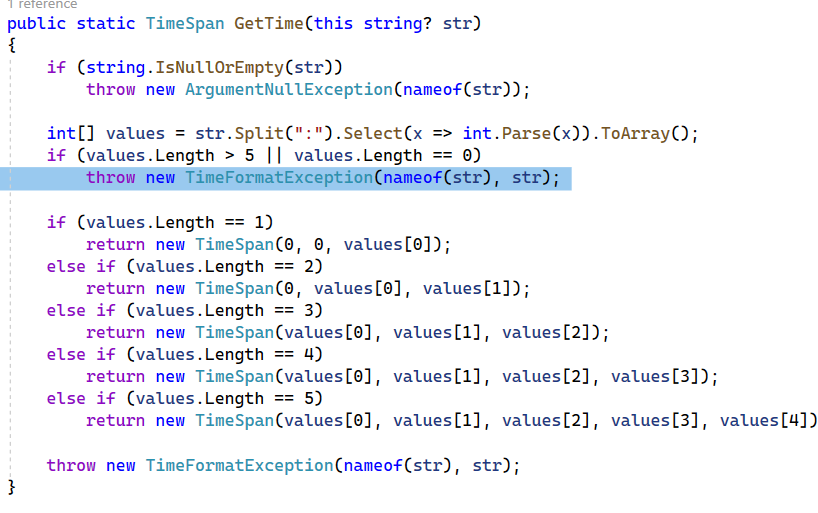 1 reference
public static TimeSpan GetTime(this string? str)
{
if (string.IsNullOrEmpty(str))
throw new ArgumentNullException(nameof(str));
int[] values = str.Split(":").Select(x => int.Parse(x)).ToArray();
if (values.Length > 5 || values.Length == 0)
throw new TimeFormatException(nameof(str), str);
if (values.Length == 1)
return new TimeSpan(0, 0, values[0]);
else if (values.Length == 2)
return new TimeSpan(0, values[0], values[1]);
else if (values.Length == 3)
return new TimeSpan(values[0], values[1], values[2]);
else if (values.Length == 4)
return new TimeSpan(values[0], values[1], values[2], values[3]);
else if (values.Length == 5)
return new TimeSpan(values[0], values[1], values[2], values[3], values[4])
throw new TimeFormatException(nameof(str), str);
}